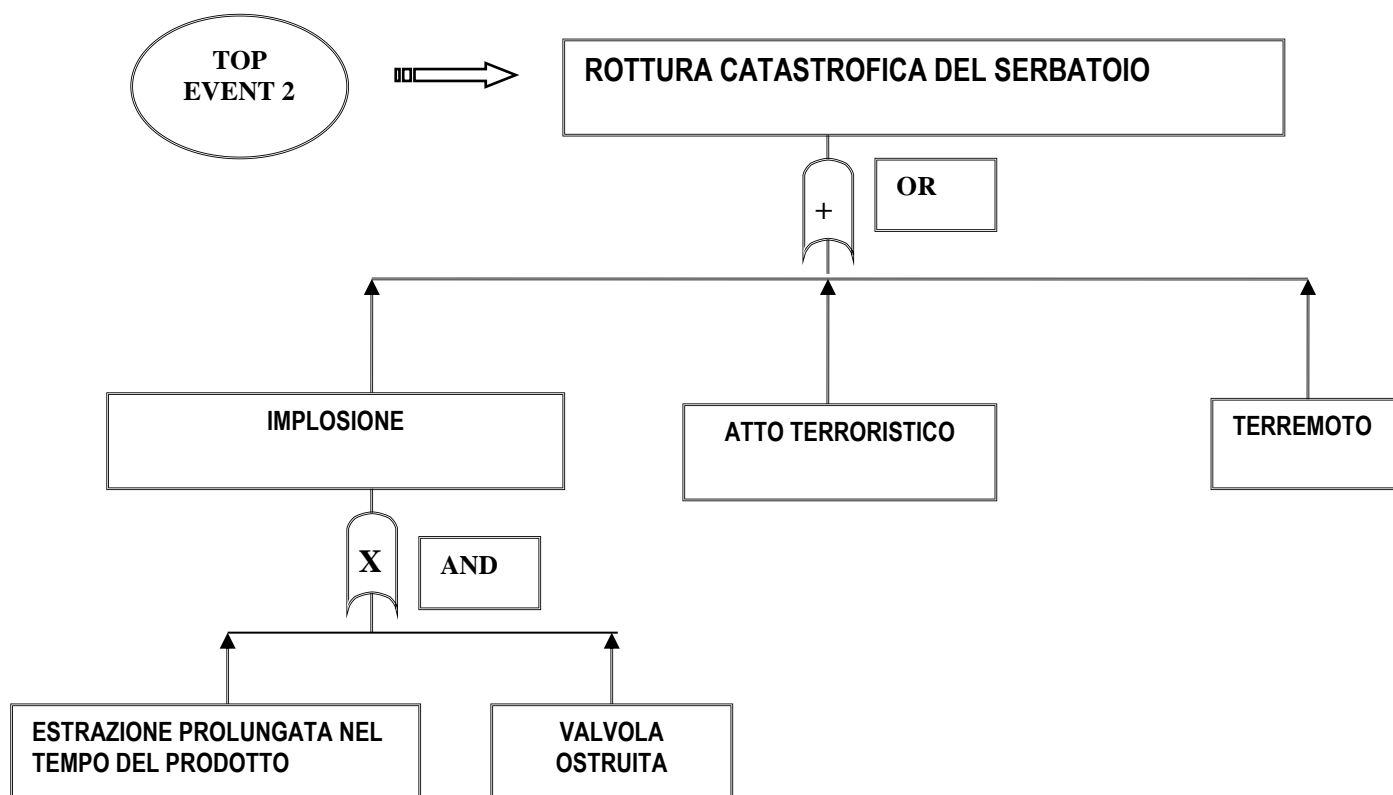 TOP
EVENT 2
ROTTURA CATASTROFICA DEL SERBATOIO
+
OR
IMPLOSIONE
ATTO TERRORISTICO
TERREMOTO
X
AND
ESTRAZIONE PROLUNGATA NEL
TEMPO DEL PRODOTTO
VALVOLA
OSTRUITA